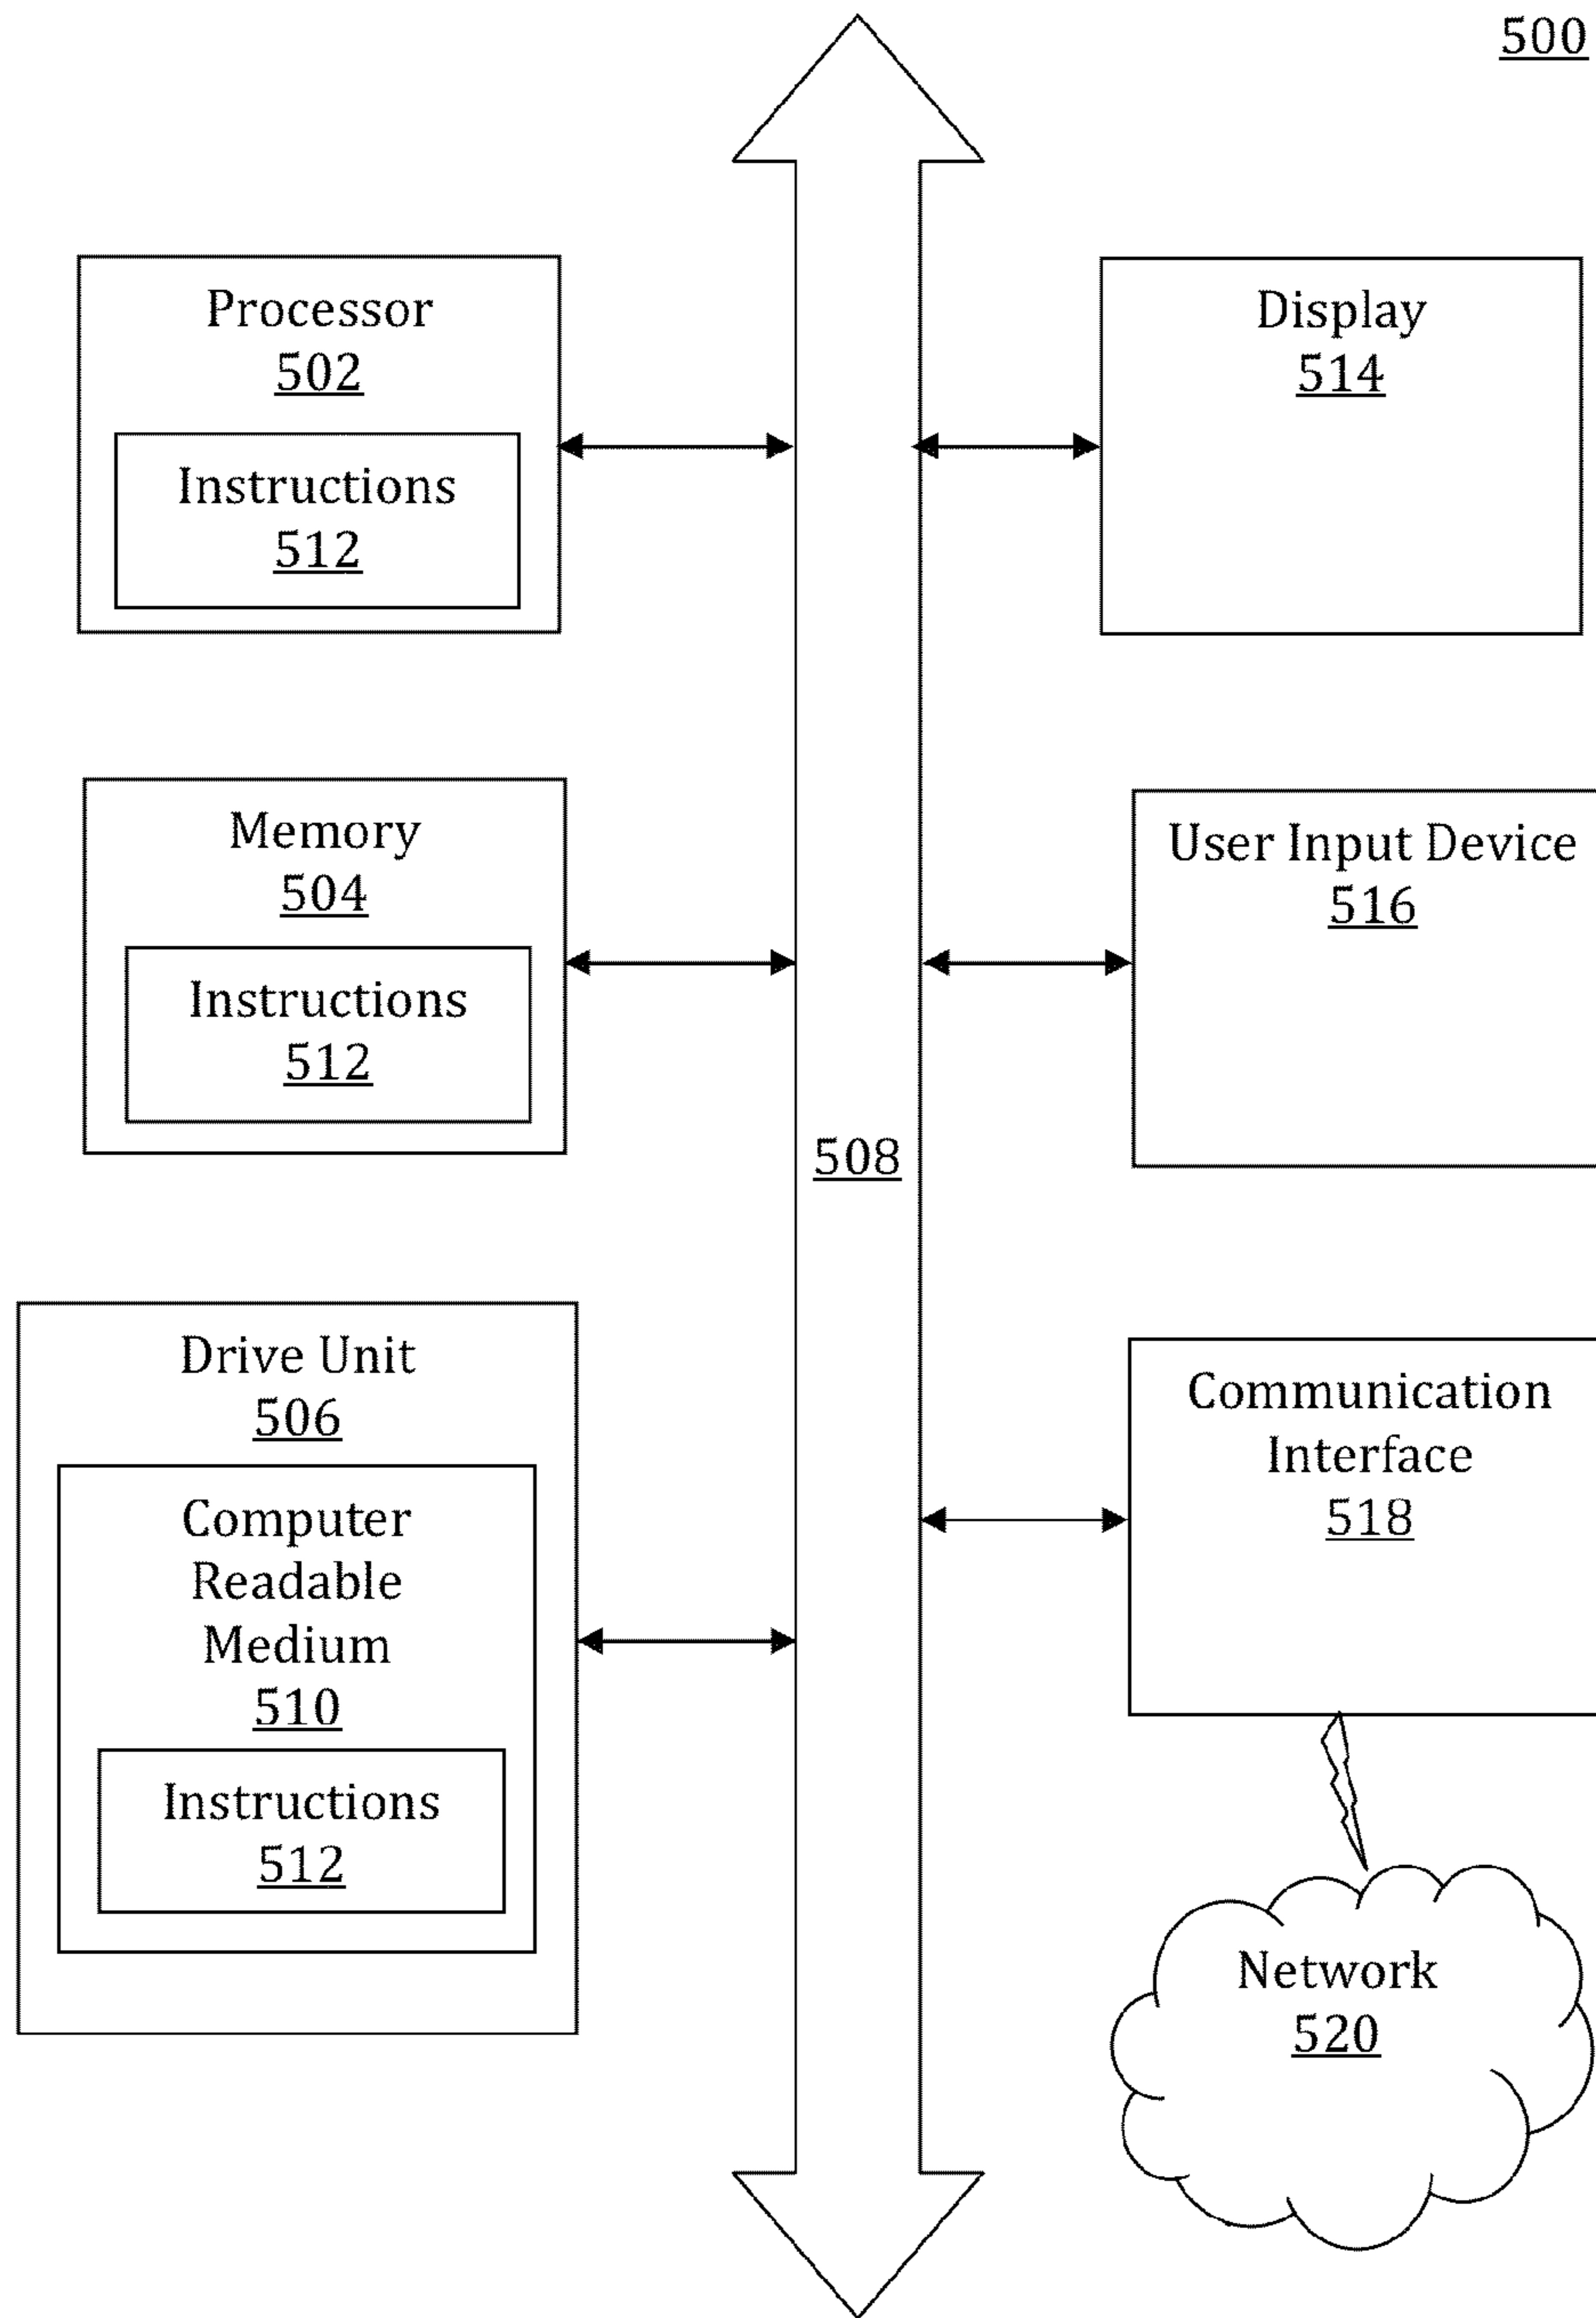 500
Processor
502
Instructions
512
Display
514
Memory
504
Instructions
512
User Input Device
516
508
Drive Unit
506
Computer
Readable
Medium
510
Instructions
512
Communication
Interface
518
Network
520